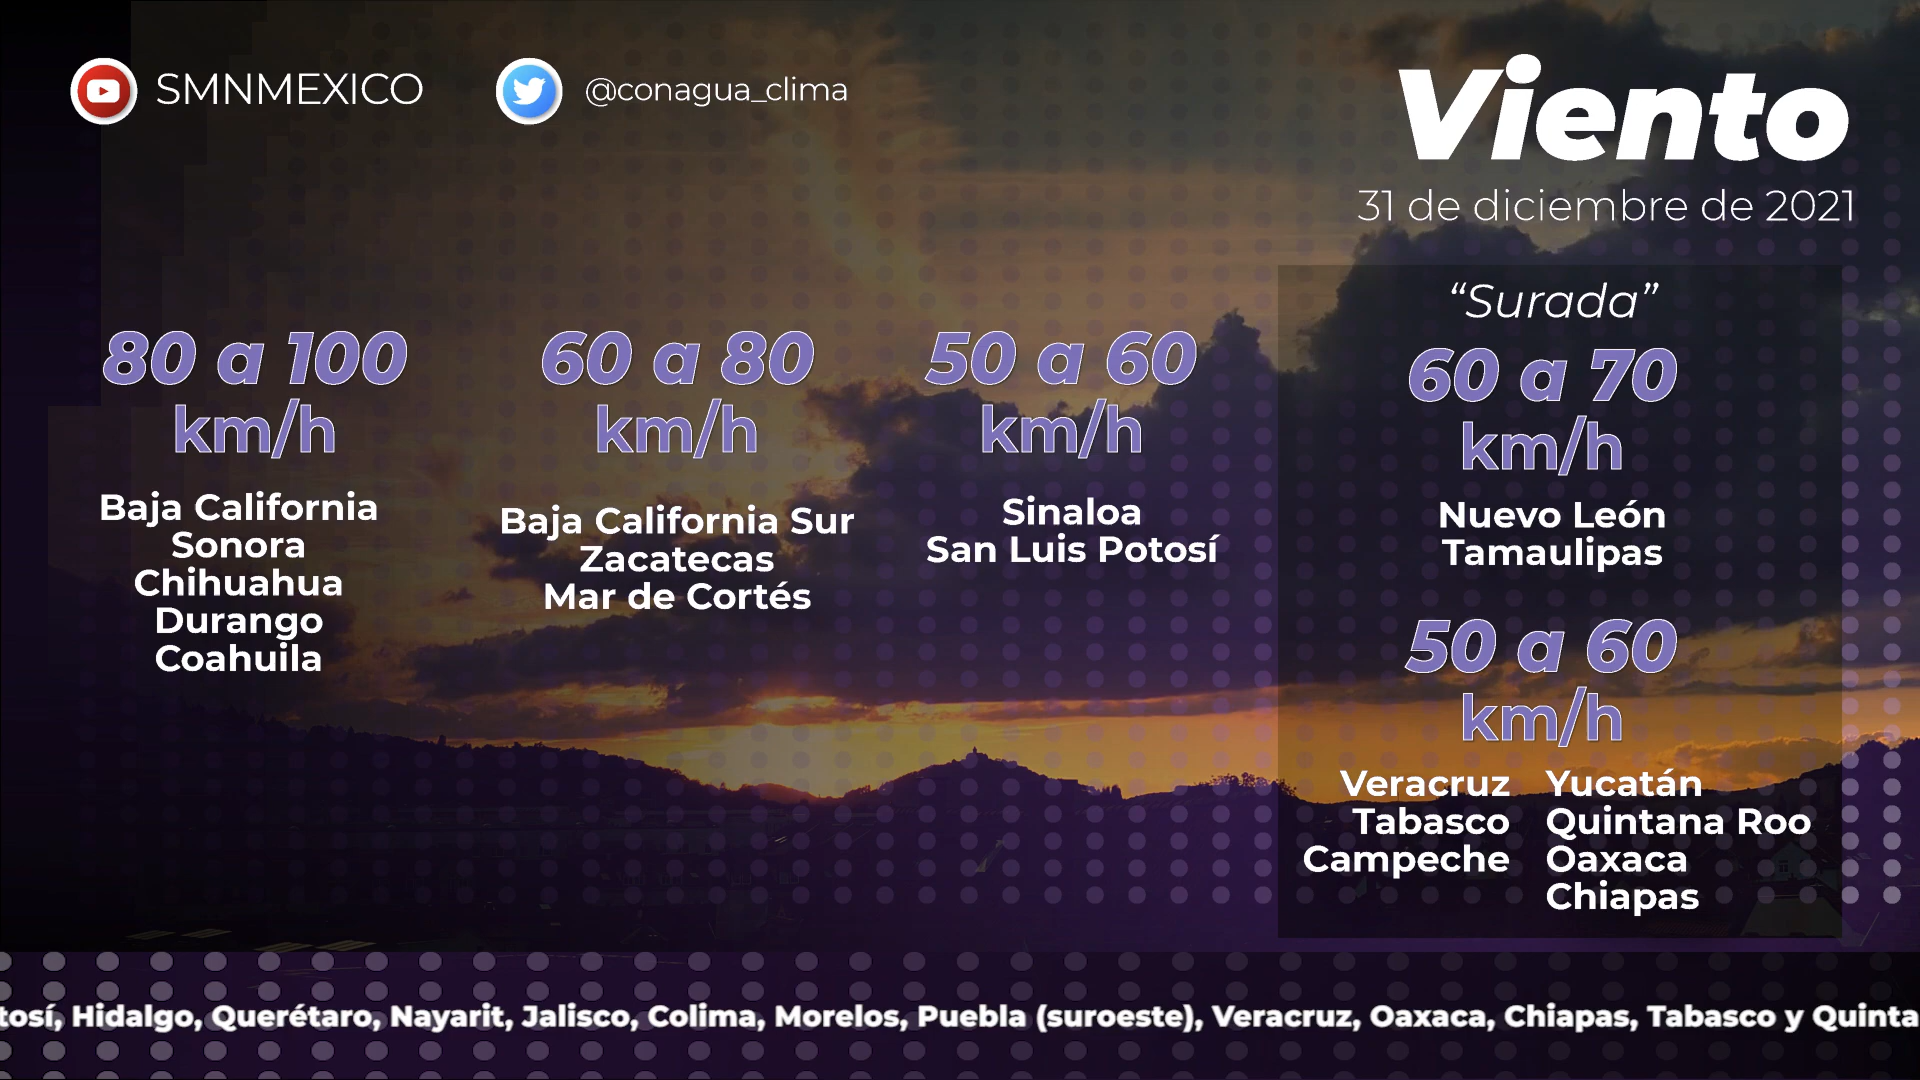 SMNMEXICO
@conagua_clima
Viento
31 de diciembre de 2021
80 a 100
km/h
Baja California
Sonora
Chihuahua
Durango
Coahuila
60 a 80
km/h
Baja California Sur
Zacatecas
Mar de Cortés
50 a 60
km/h
Sinaloa
San Luis Potosí
“Surada”
60 a 70
km/h
Nuevo León
Tamaulipas
50 a 60
km/h
Veracruz
Tabasco
Campeche
Yucatán
Quintana Roo
Oaxaca
Chiapas
tosí, Hidalgo, Querétaro, Nayarit, Jalisco, Colima, Morelos, Puebla (suroeste), Veracruz, Oaxaca, Chiapas, Tabasco y Quinta